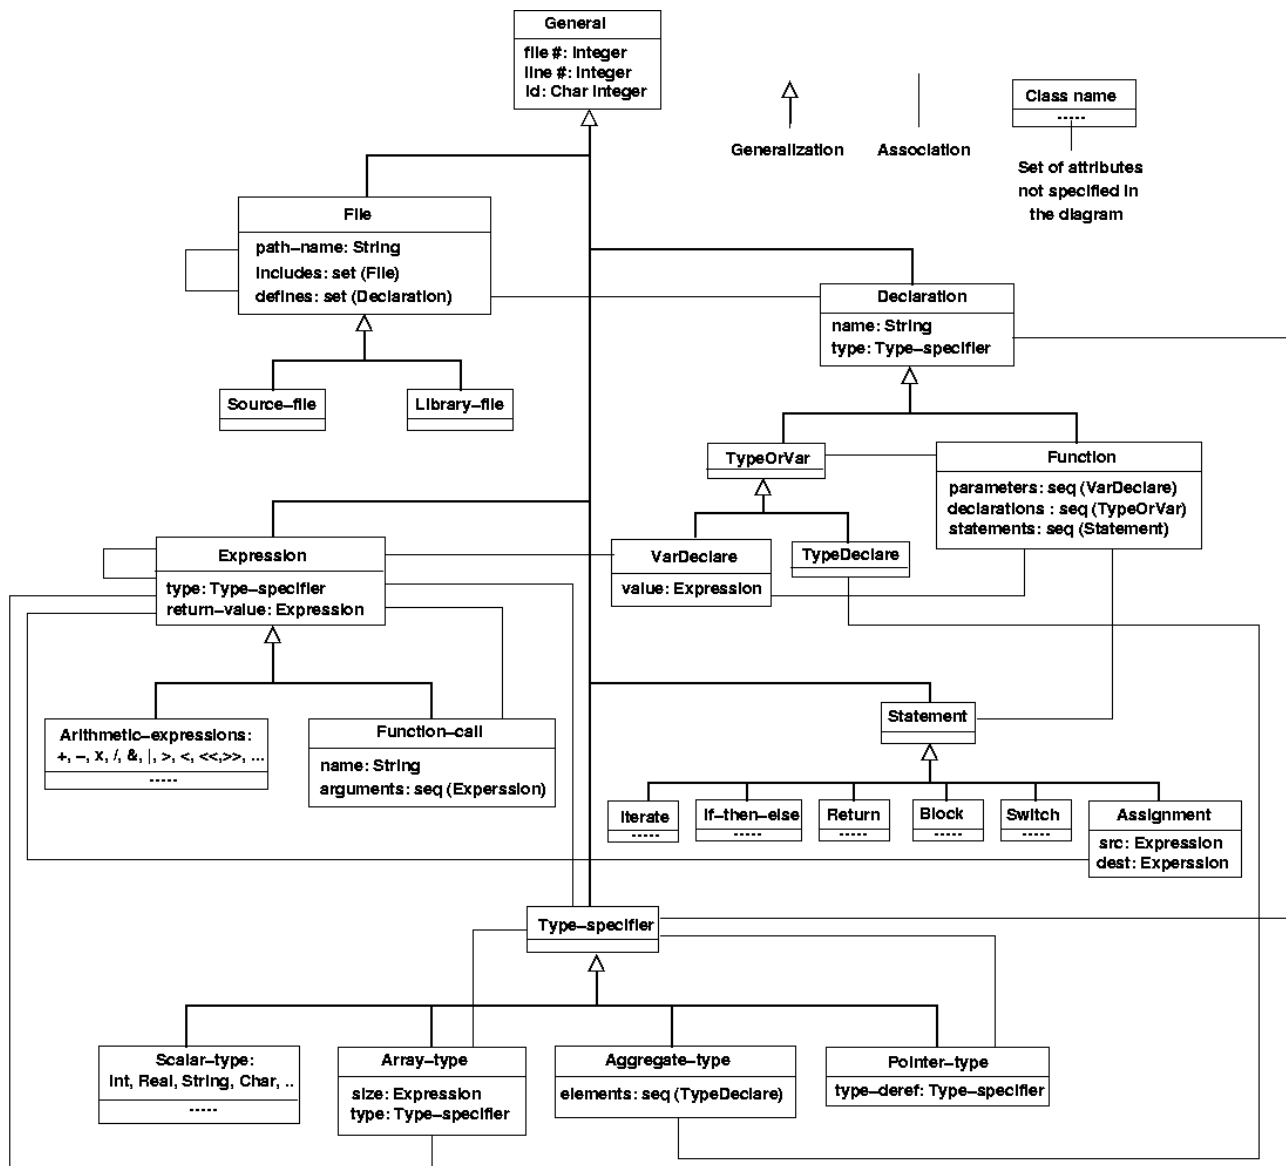 General
file #: Integer
line #: Integer
id: Char Integer
Generalization
Association
Class name
-----
Set of attributes
not specified in
the diagram
File
path-name: String
includes: set (File)
defines: set (Declaration)
Source-file
Library-file
Declaration
name: String
type: Type-specifier
TypeOrVar
Function
parameters: seq (VarDeclare)
declarations : seq (TypeOrVar)
statements: seq (Statement)
Expression
type: Type-specifier
return-value: Expression
VarDeclare
value: Expression
TypeDeclare
Arithmetic-expressions:
+, -, x, /, &, |, >, <, <<,>>, ...
-----
Function-call
name: String
arguments: seq (Experssion)
Statement
Iterate
-----
If-then-else
-----
Return
-----
Block
-----
Switch
-----
Assignment
src: Expression
dest: Experssion
Type-specifier
Scalar-type:
Int, Real, String, Char, ..
-----
Array-type
size: Expression
type: Type-specifier
Aggregate-type
elements: seq (TypeDeclare)
Pointer-type
type-deref: Type-specifier